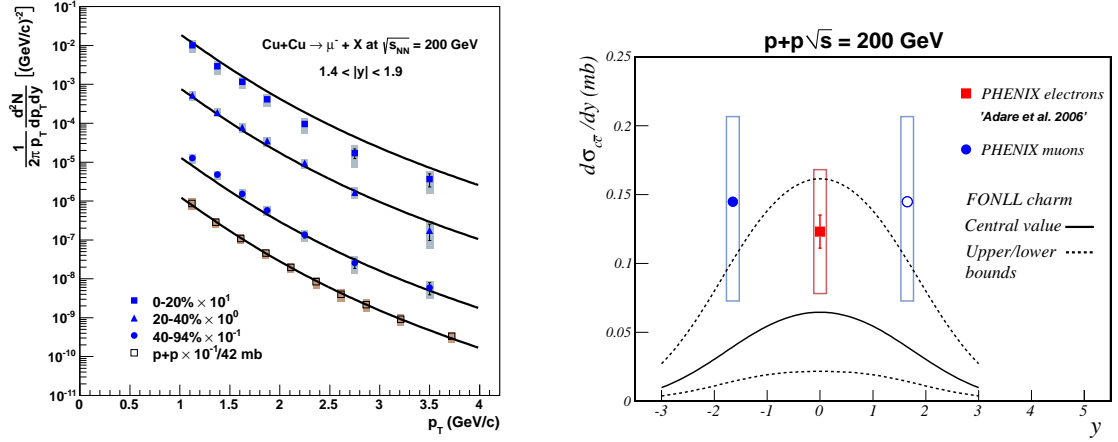 Cu+Cu → μ⁻ + X at √s_NN = 200 GeV
1.4 < |y| < 1.9
1/2π 1/p_T d²N/dp_T dy [(GeV/c)⁻²]
10⁻¹
10⁻²
10⁻³
10⁻⁴
10⁻⁵
10⁻⁶
10⁻⁷
10⁻⁸
10⁻⁹
10⁻¹⁰
10⁻¹¹
0-20% × 10¹
20-40% × 10⁰
40-94% × 10⁻¹
p+p × 10⁻¹/42 mb
0 0.5 1 1.5 2 2.5 3 3.5 4
p_T (GeV/c)
p+p √s = 200 GeV
dσ_cc̄/dy (mb)
0.25
0.2
0.15
0.1
0.05
0
PHENIX electrons
'Adare et al. 2006'
PHENIX muons
FONLL charm
Central value
Upper/lower
bounds
-3 -2 -1 0 1 2 3 4 5
y